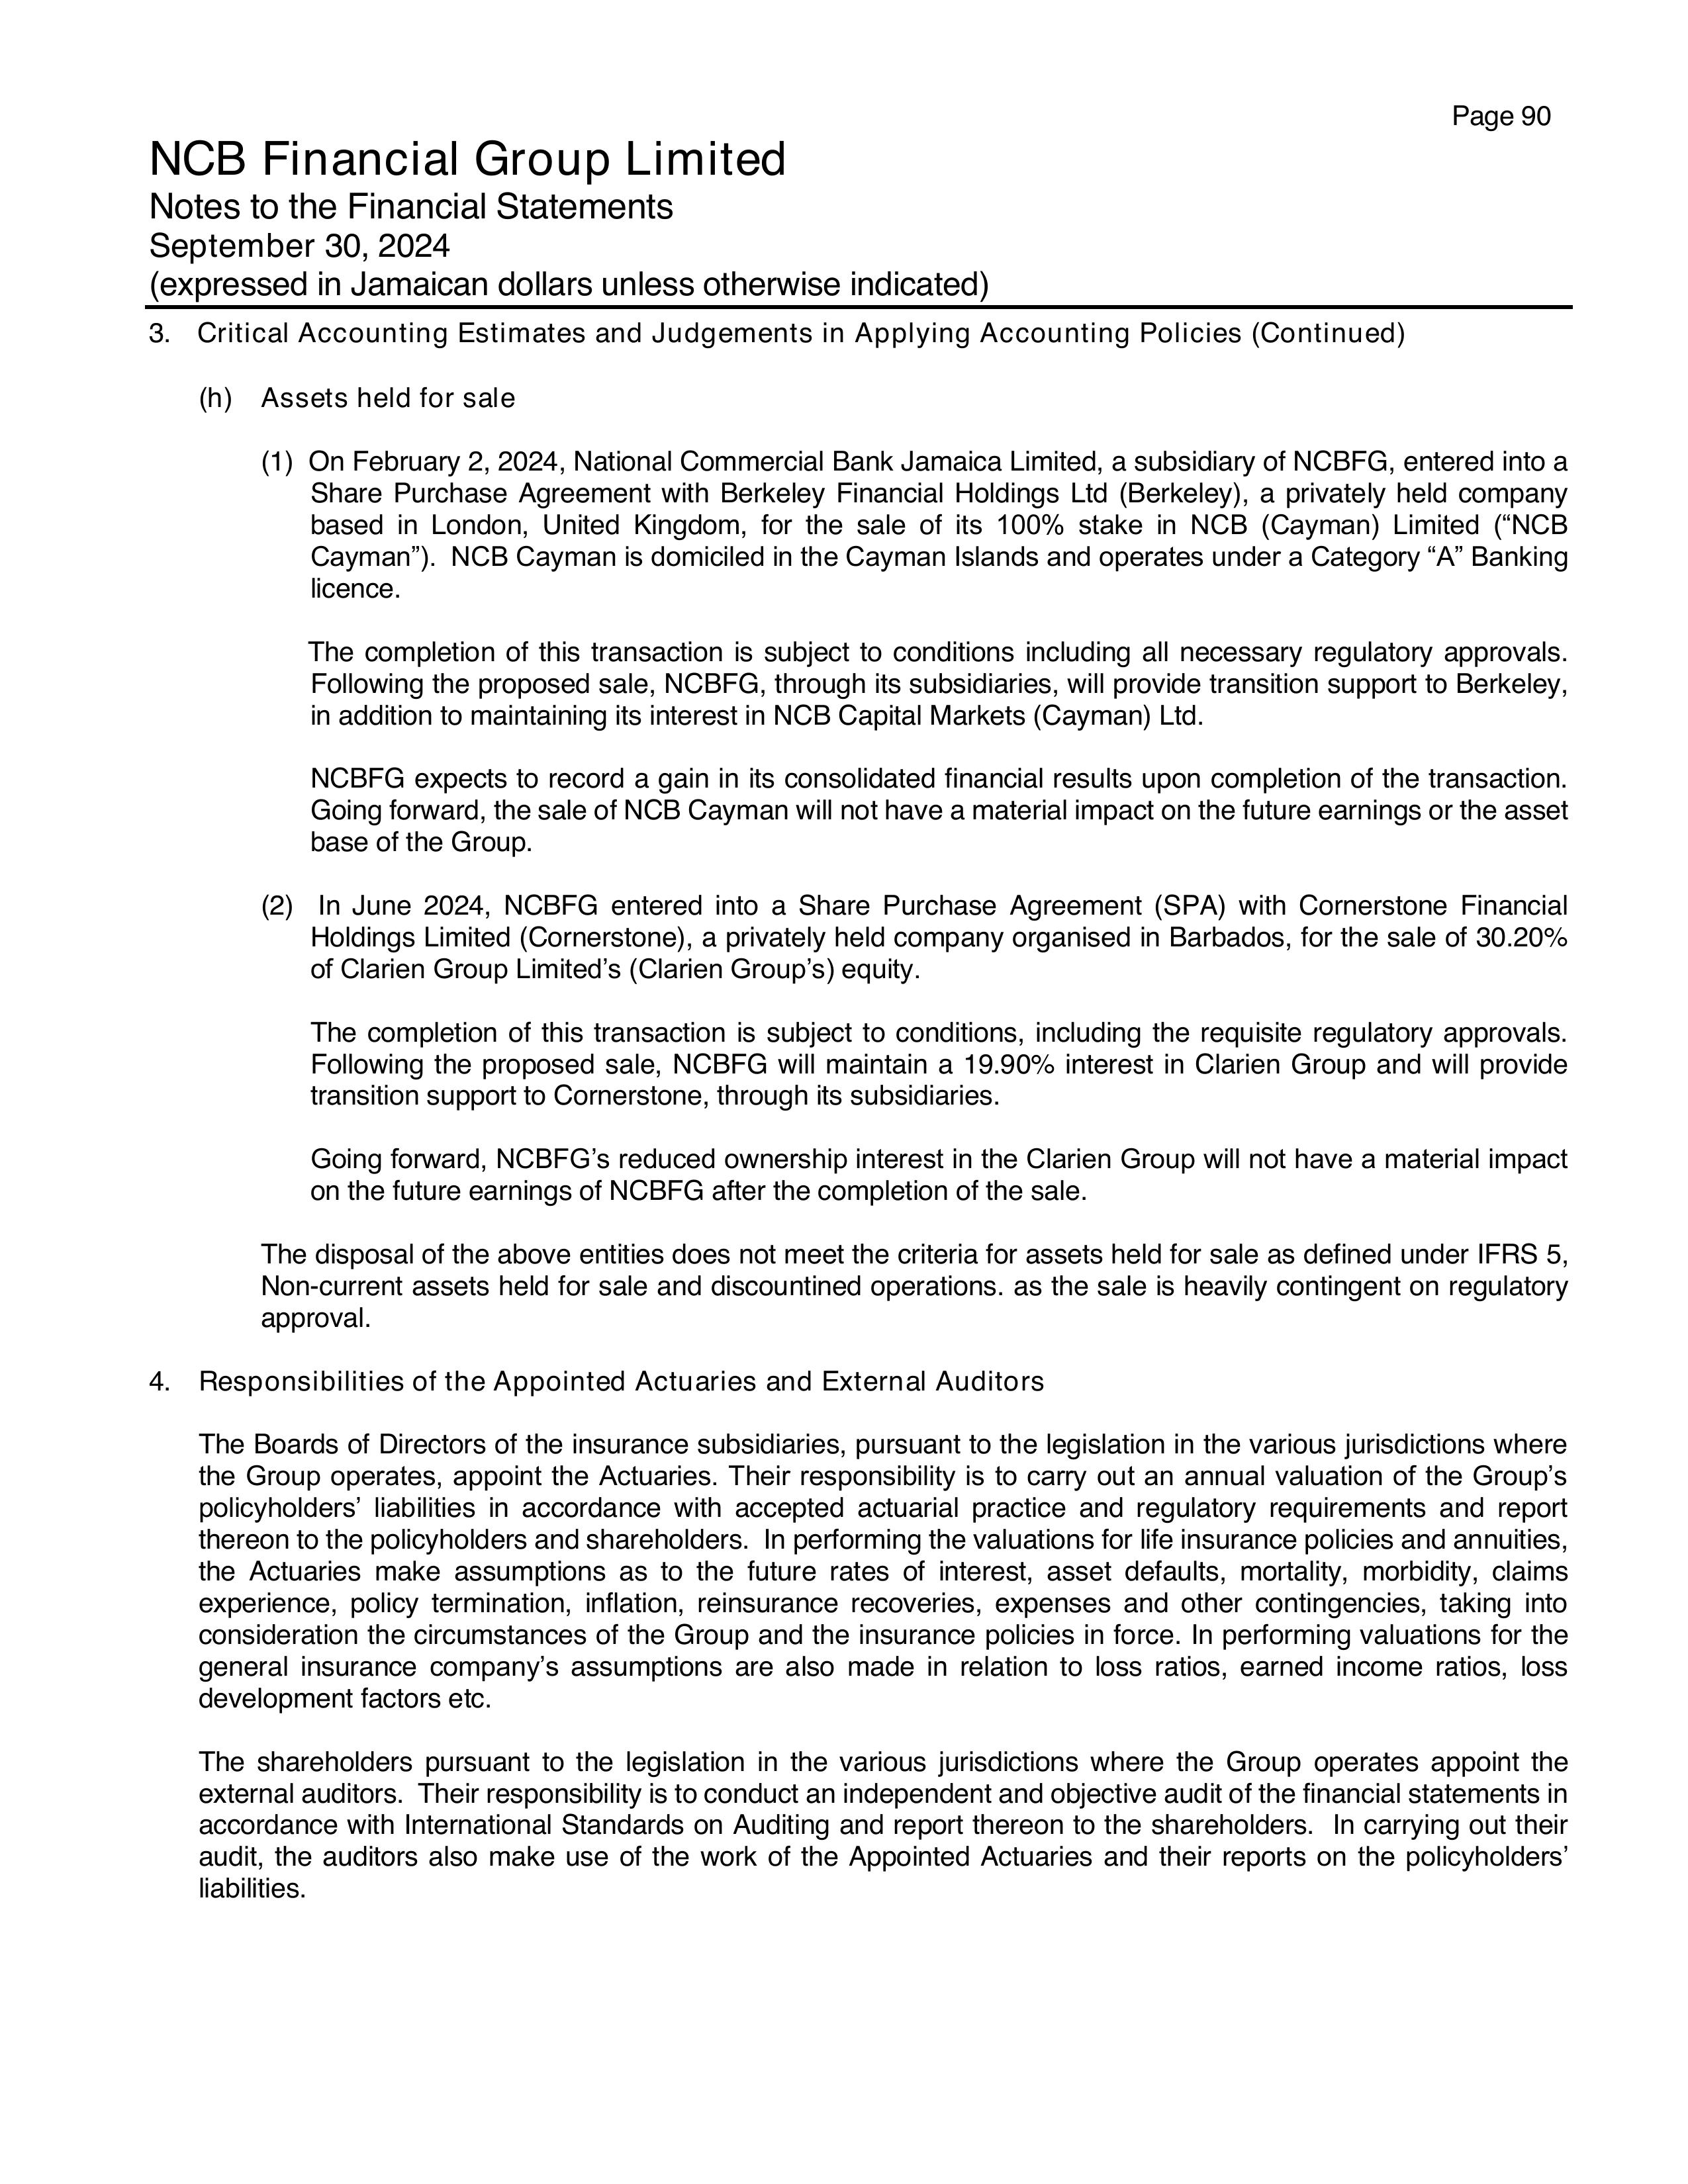 Page 90
NCB Financial Group Limited
Notes to the Financial Statements
September 30, 2024
(expressed in Jamaican dollars unless otherwise indicated)
3. Critical Accounting Estimates and Judgements in Applying Accounting Policies (Continued)
(h) Assets held for sale
(1) On February 2, 2024, National Commercial Bank Jamaica Limited, a subsidiary of NCBFG, entered into a
Share Purchase Agreement with Berkeley Financial Holdings Ltd (Berkeley), a privately held company
based in London, United Kingdom, for the sale of its 100% stake in NCB (Cayman) Limited (“NCB
Cayman”). NCB Cayman is domiciled in the Cayman Islands and operates under a Category “A” Banking
licence.
The completion of this transaction is subject to conditions including all necessary regulatory approvals.
Following the proposed sale, NCBFG, through its subsidiaries, will provide transition support to Berkeley,
in addition to maintaining its interest in NCB Capital Markets (Cayman) Ltd.
NCBFG expects to record a gain in its consolidated financial results upon completion of the transaction.
Going forward, the sale of NCB Cayman will not have a material impact on the future earnings or the asset
base of the Group.
(2) In June 2024, NCBFG entered into a Share Purchase Agreement (SPA) with Cornerstone Financial
Holdings Limited (Cornerstone), a privately held company organised in Barbados, for the sale of 30.20%
of Clarien Group Limited’s (Clarien Group’s) equity.
The completion of this transaction is subject to conditions, including the requisite regulatory approvals.
Following the proposed sale, NCBFG will maintain a 19.90% interest in Clarien Group and will provide
transition support to Cornerstone, through its subsidiaries.
Going forward, NCBFG’s reduced ownership interest in the Clarien Group will not have a material impact
on the future earnings of NCBFG after the completion of the sale.
The disposal of the above entities does not meet the criteria for assets held for sale as defined under IFRS 5,
Non-current assets held for sale and discountined operations. as the sale is heavily contingent on regulatory
approval.
4. Responsibilities of the Appointed Actuaries and External Auditors
The Boards of Directors of the insurance subsidiaries, pursuant to the legislation in the various jurisdictions where
the Group operates, appoint the Actuaries. Their responsibility is to carry out an annual valuation of the Group’s
policyholders’ liabilities in accordance with accepted actuarial practice and regulatory requirements and report
thereon to the policyholders and shareholders. In performing the valuations for life insurance policies and annuities,
the Actuaries make assumptions as to the future rates of interest, asset defaults, mortality, morbidity, claims
experience, policy termination, inflation, reinsurance recoveries, expenses and other contingencies, taking into
consideration the circumstances of the Group and the insurance policies in force. In performing valuations for the
general insurance company’s assumptions are also made in relation to loss ratios, earned income ratios, loss
development factors etc.
The shareholders pursuant to the legislation in the various jurisdictions where the Group operates appoint the
external auditors. Their responsibility is to conduct an independent and objective audit of the financial statements in
accordance with International Standards on Auditing and report thereon to the shareholders. In carrying out their
audit, the auditors also make use of the work of the Appointed Actuaries and their reports on the policyholders’
liabilities.